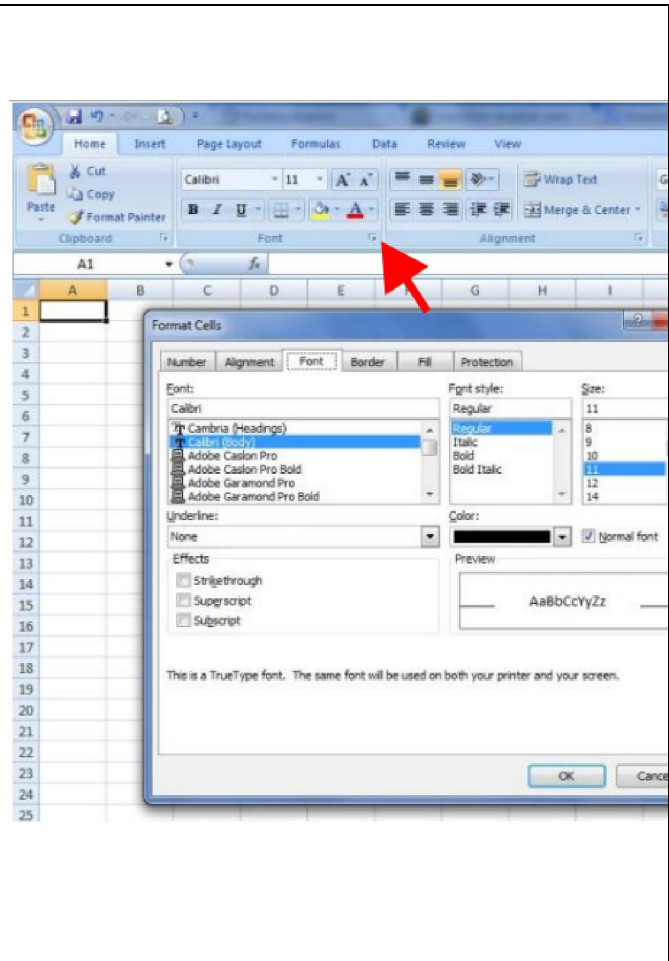 Home Insert Page Layout Formulas Data Review View
Cut
Calibri 11 A A Wrap Text G
Copy
Paste
Format Painter B I U A Merge & Center
Clipboard Font Alignment
A1 fx
A B C D E F G H I
1
2
3
4
5
6
7
8
9
10
11
12
13
14
15
16
17
18
19
20
21
22
23
24
25
Format Cells ?
Number Alignment Font Border Fill Protection
Font: Font style: Size:
Calibri Regular 11
Cambria (Headings) Regular 8
Calibri (Body) Italic 9
Adobe Caslon Pro Bold 10
Adobe Caslon Pro Bold Bold Italic 11
Adobe Garamond Pro 12
Adobe Garamond Pro Bold 14
Underline: Color:
None Normal font
Effects Preview
Strikethrough
Superscript AaBbCcYyZz
Subscript
This is a TrueType font. The same font will be used on both your printer and your screen.
OK Cance